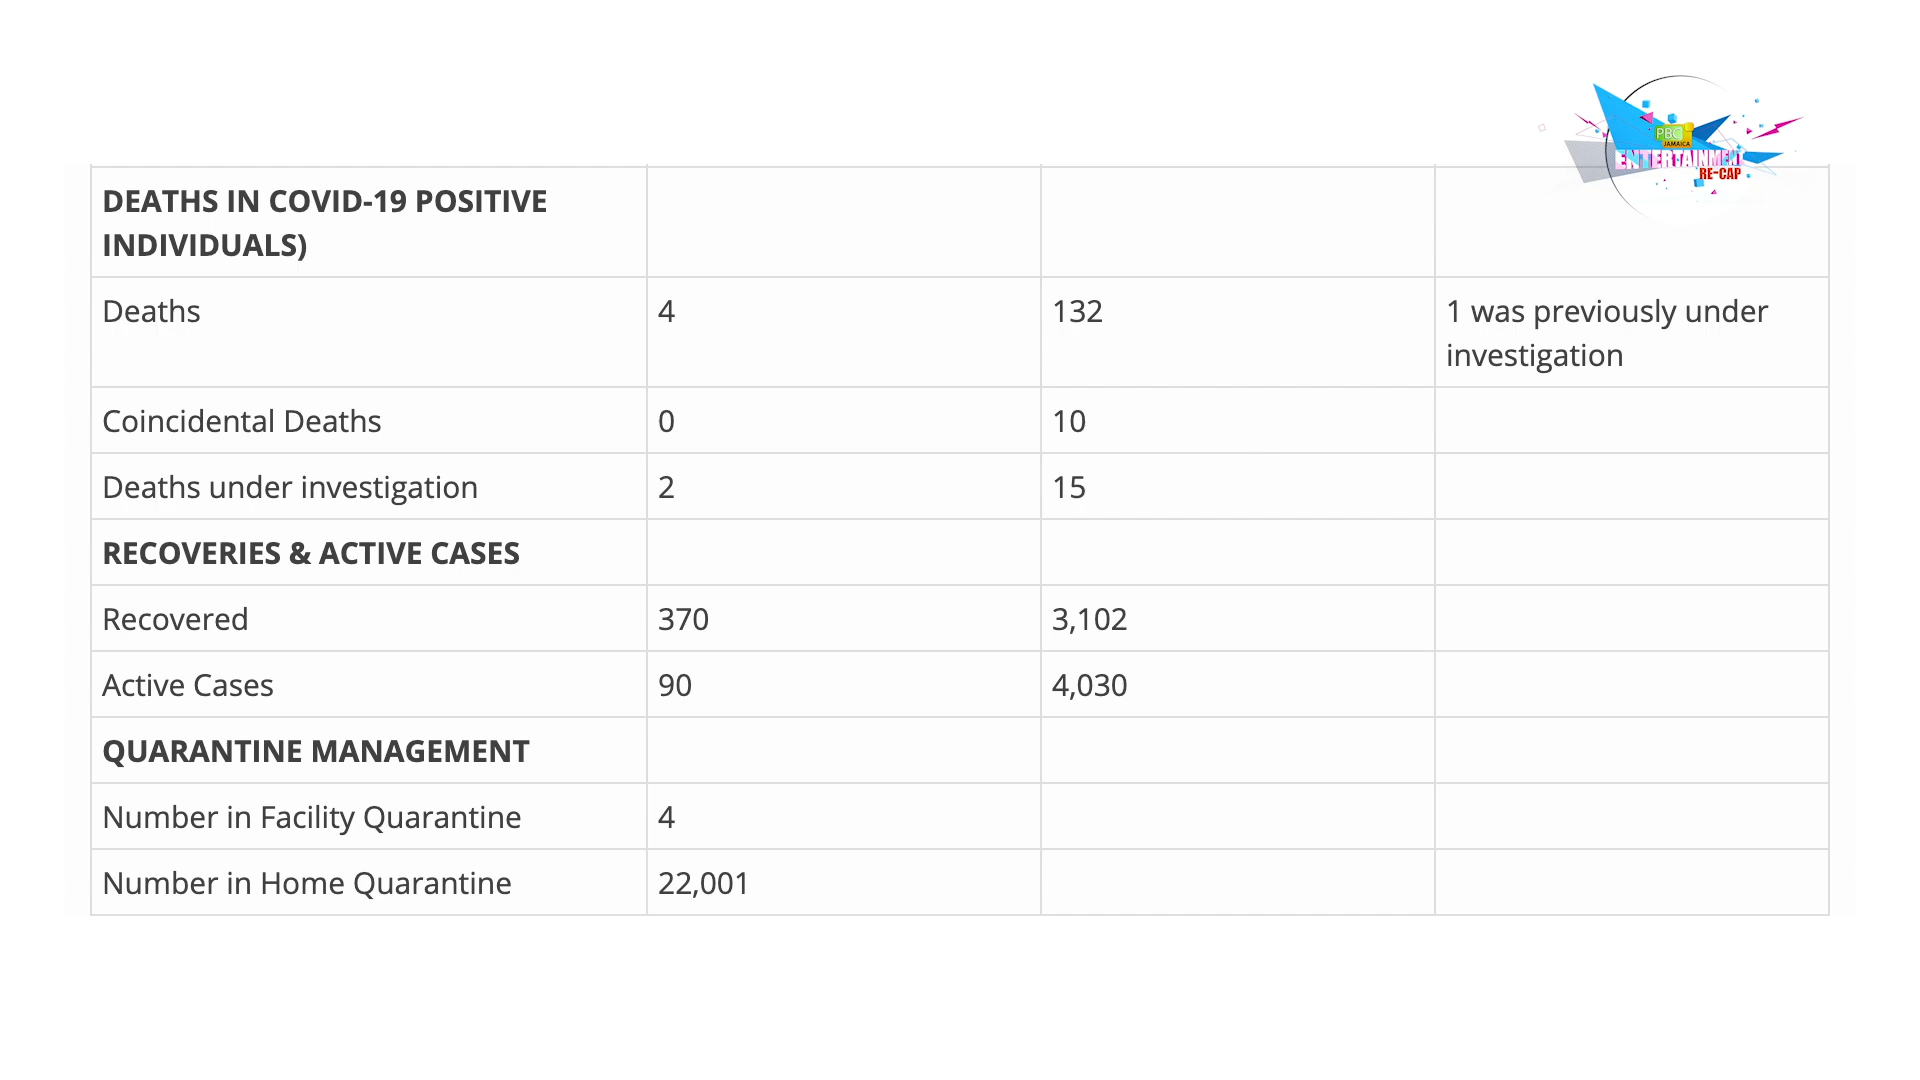 PBC
JAMAICA
ENTERTAINMENT
RE-CAP
DEATHS IN COVID-19 POSITIVE
INDIVIDUALS)
Deaths 4 132 1 was previously under
investigation
Coincidental Deaths 0 10
Deaths under investigation 2 15
RECOVERIES & ACTIVE CASES
Recovered 370 3,102
Active Cases 90 4,030
QUARANTINE MANAGEMENT
Number in Facility Quarantine 4
Number in Home Quarantine 22,001